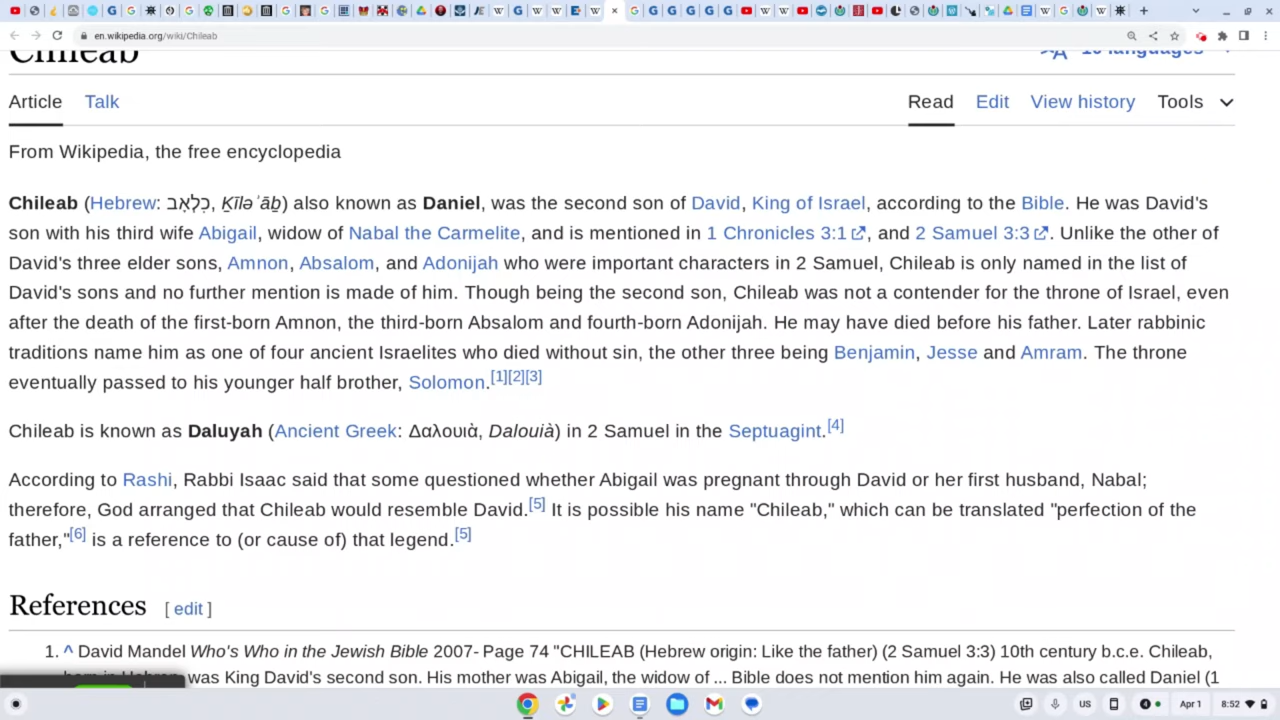 en.wikipedia.org/wiki/Chileab
Chileab
Article Talk Read Edit View history Tools
From Wikipedia, the free encyclopedia
Chileab (Hebrew: כִלְאָב, Ḵīləʾāḇ) also known as Daniel, was the second son of David, King of Israel, according to the Bible. He was David's
son with his third wife Abigail, widow of Nabal the Carmelite, and is mentioned in 1 Chronicles 3:1, and 2 Samuel 3:3. Unlike the other of
David's three elder sons, Amnon, Absalom, and Adonijah who were important characters in 2 Samuel, Chileab is only named in the list of
David's sons and no further mention is made of him. Though being the second son, Chileab was not a contender for the throne of Israel, even
after the death of the first-born Amnon, the third-born Absalom and fourth-born Adonijah. He may have died before his father. Later rabbinic
traditions name him as one of four ancient Israelites who died without sin, the other three being Benjamin, Jesse and Amram. The throne
eventually passed to his younger half brother, Solomon.[1][2][3]
Chileab is known as Daluyah (Ancient Greek: Δαλουιὰ, Dalouià) in 2 Samuel in the Septuagint.[4]
According to Rashi, Rabbi Isaac said that some questioned whether Abigail was pregnant through David or her first husband, Nabal;
therefore, God arranged that Chileab would resemble David.[5] It is possible his name "Chileab," which can be translated "perfection of the
father,"[6] is a reference to (or cause of) that legend.[5]
References [ edit ]
1. ^ David Mandel Who's Who in the Jewish Bible 2007- Page 74 "CHILEAB (Hebrew origin: Like the father) (2 Samuel 3:3) 10th century b.c.e. Chileab,
was King David's second son. His mother was Abigail, the widow of ... Bible does not mention him again. He was also called Daniel (1
US Apr 1 8:52